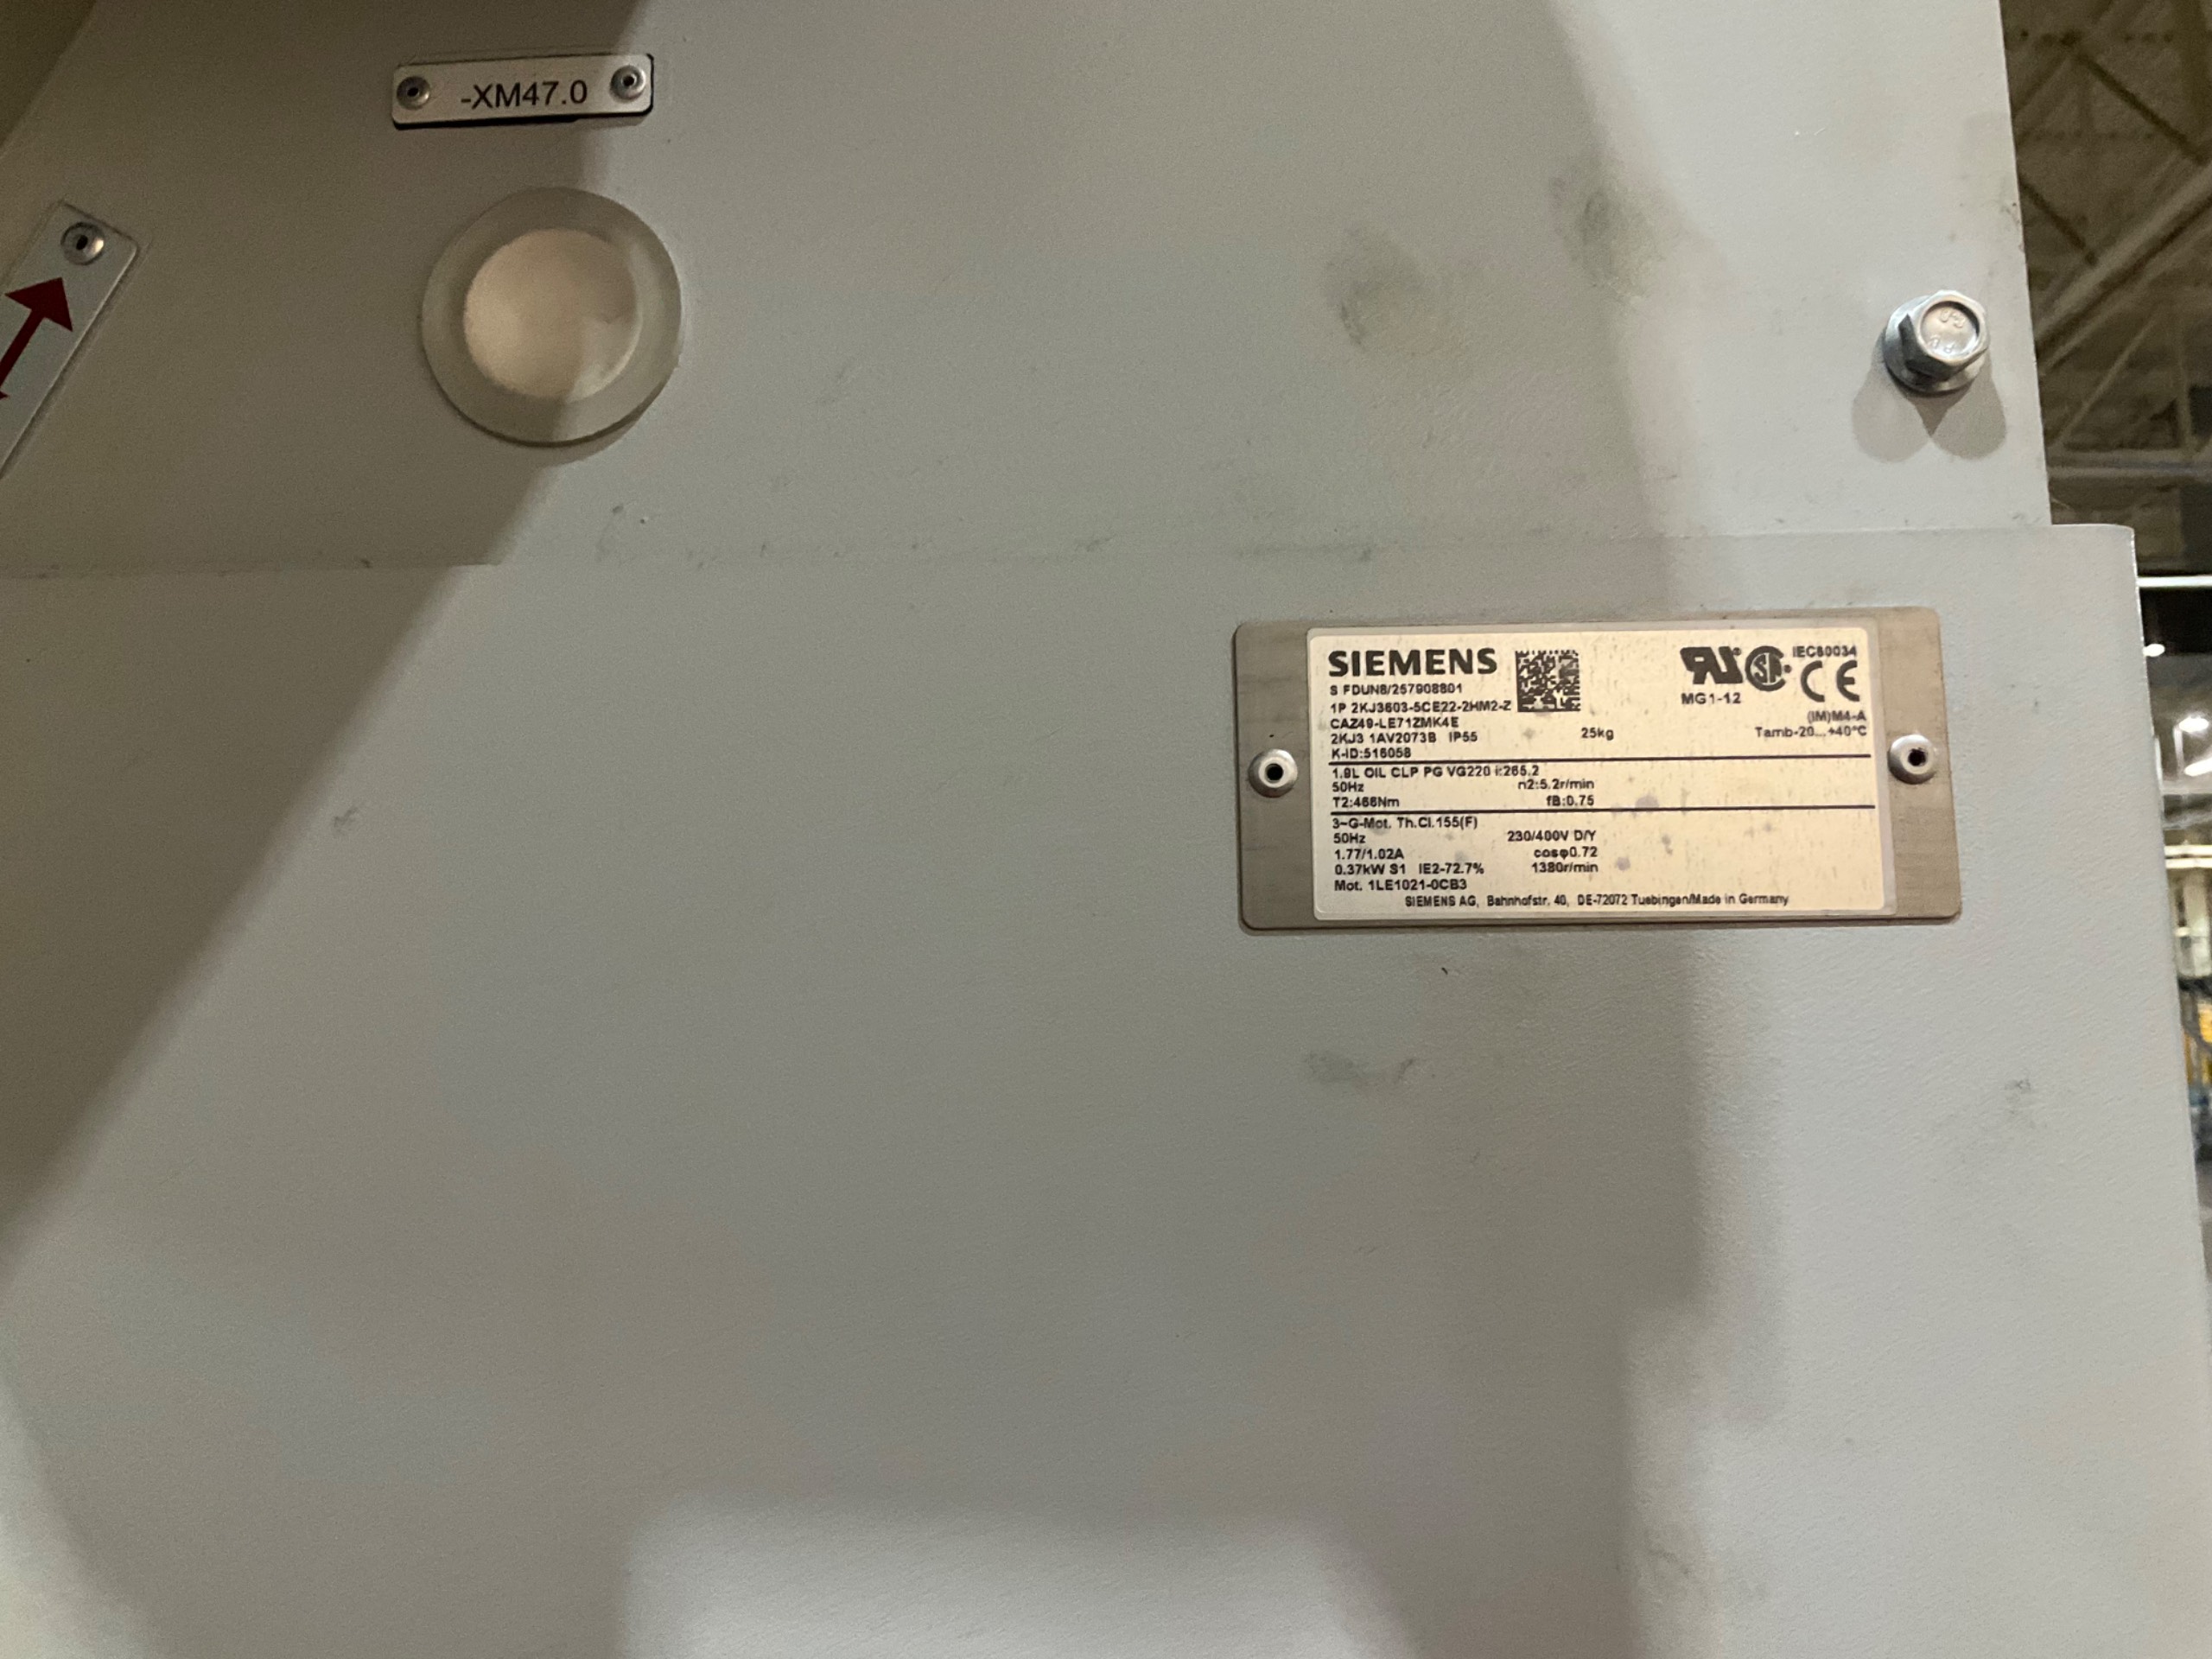 -XM47.0
SIEMENS
S FDUN8/257908801
1P 2KJ3603-5CE22-2HM2-Z
CAZ49-LE71ZMK4E
2KJ3 1AV2073B IP55 25kg
K-ID:516058
MG1-12
IEC60034
CE
(IM)M4-A
Tamb-20...+40°C
1.9L OIL CLP PG VG220 i:265.2
50Hz n2:5.2r/min
T2:466Nm fB:0.75
3~G-Mot. Th.Cl.155(F)
50Hz 230/400V D/Y
1.77/1.02A cosφ0.72
0.37kW S1 IE2-72.7% 1380r/min
Mot. 1LE1021-0CB3
SIEMENS AG, Bahnhofstr. 40, DE-72072 Tuebingen/Made in Germany